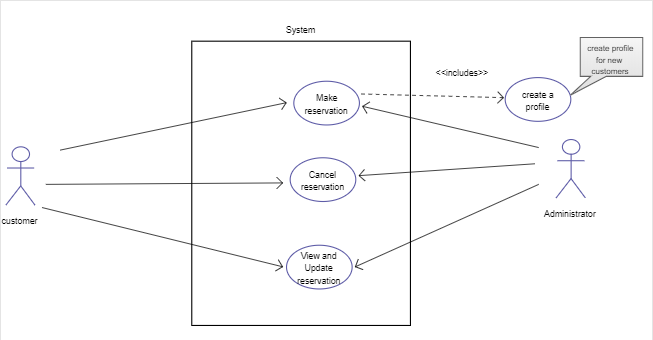 System
create profile
for new
customers
<<includes>>
Make
reservation
create a
profile
Cancel
reservation
customer
Administrator
View and
Update
reservation